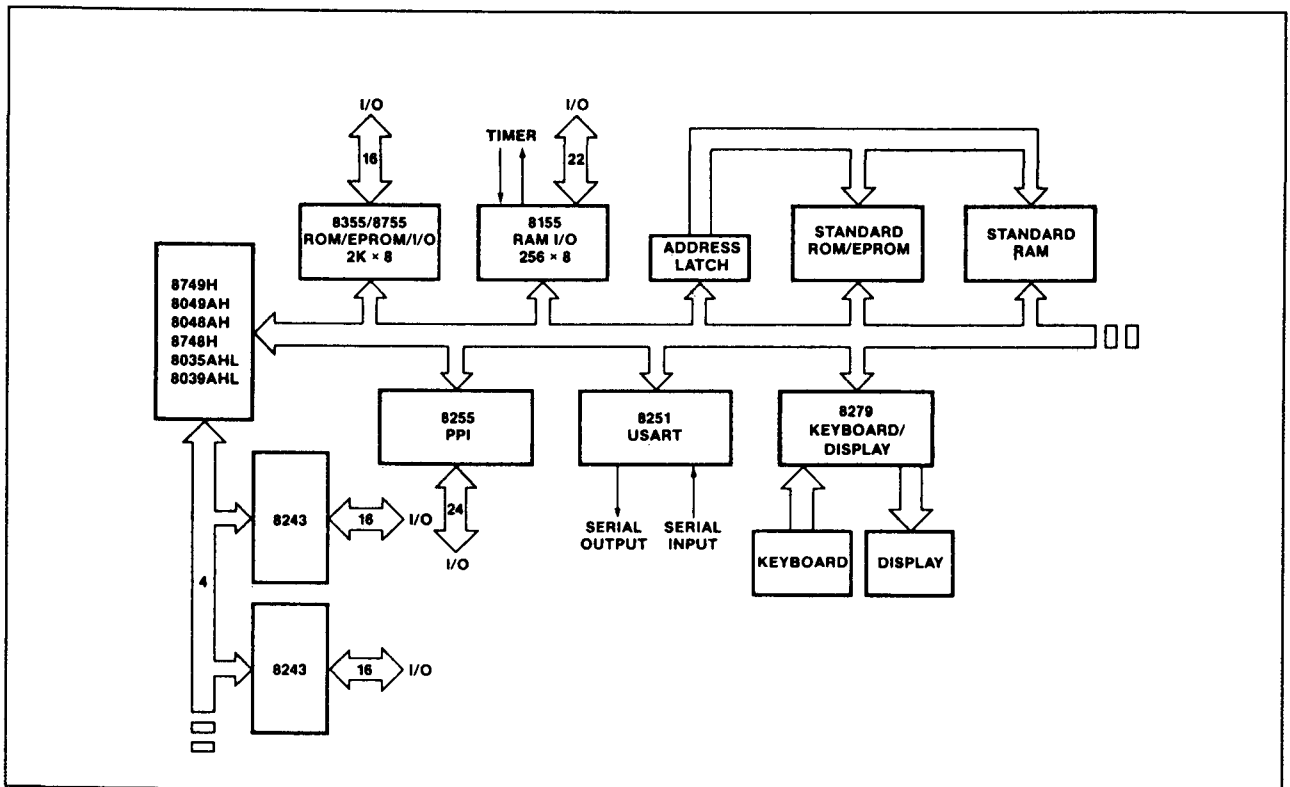 I/O
16
TIMER
I/O
22
8355/8755
ROM/EPROM/I/O
2K × 8
8155
RAM I/O
256 × 8
ADDRESS
LATCH
STANDARD
ROM/EPROM
STANDARD
RAM
8749H
8049AH
8048AH
8748H
8035AHL
8039AHL
8255
PPI
24
I/O
8251
USART
SERIAL
OUTPUT
SERIAL
INPUT
8279
KEYBOARD/
DISPLAY
KEYBOARD
DISPLAY
4
8243
16
I/O
8243
16
I/O